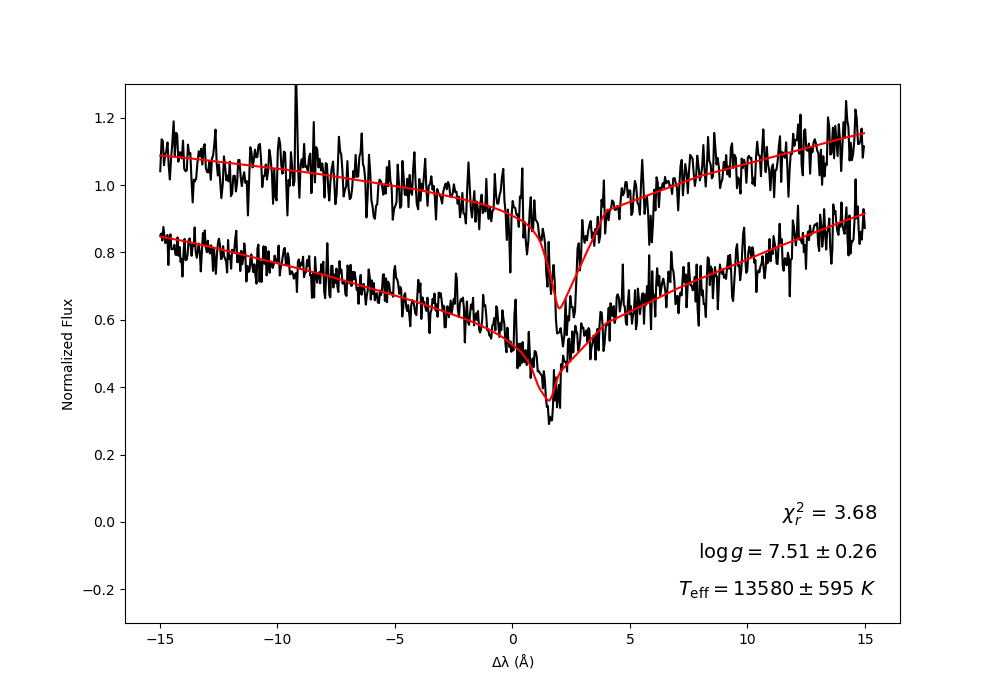 1.2
1.0
0.8
0.6
0.4
0.2
0.0
−0.2
Normalized Flux
χ²ᵣ = 3.68
log g = 7.51 ± 0.26
T_eff = 13580 ± 595 K
−15 −10 −5 0 5 10 15
Δλ (Å)